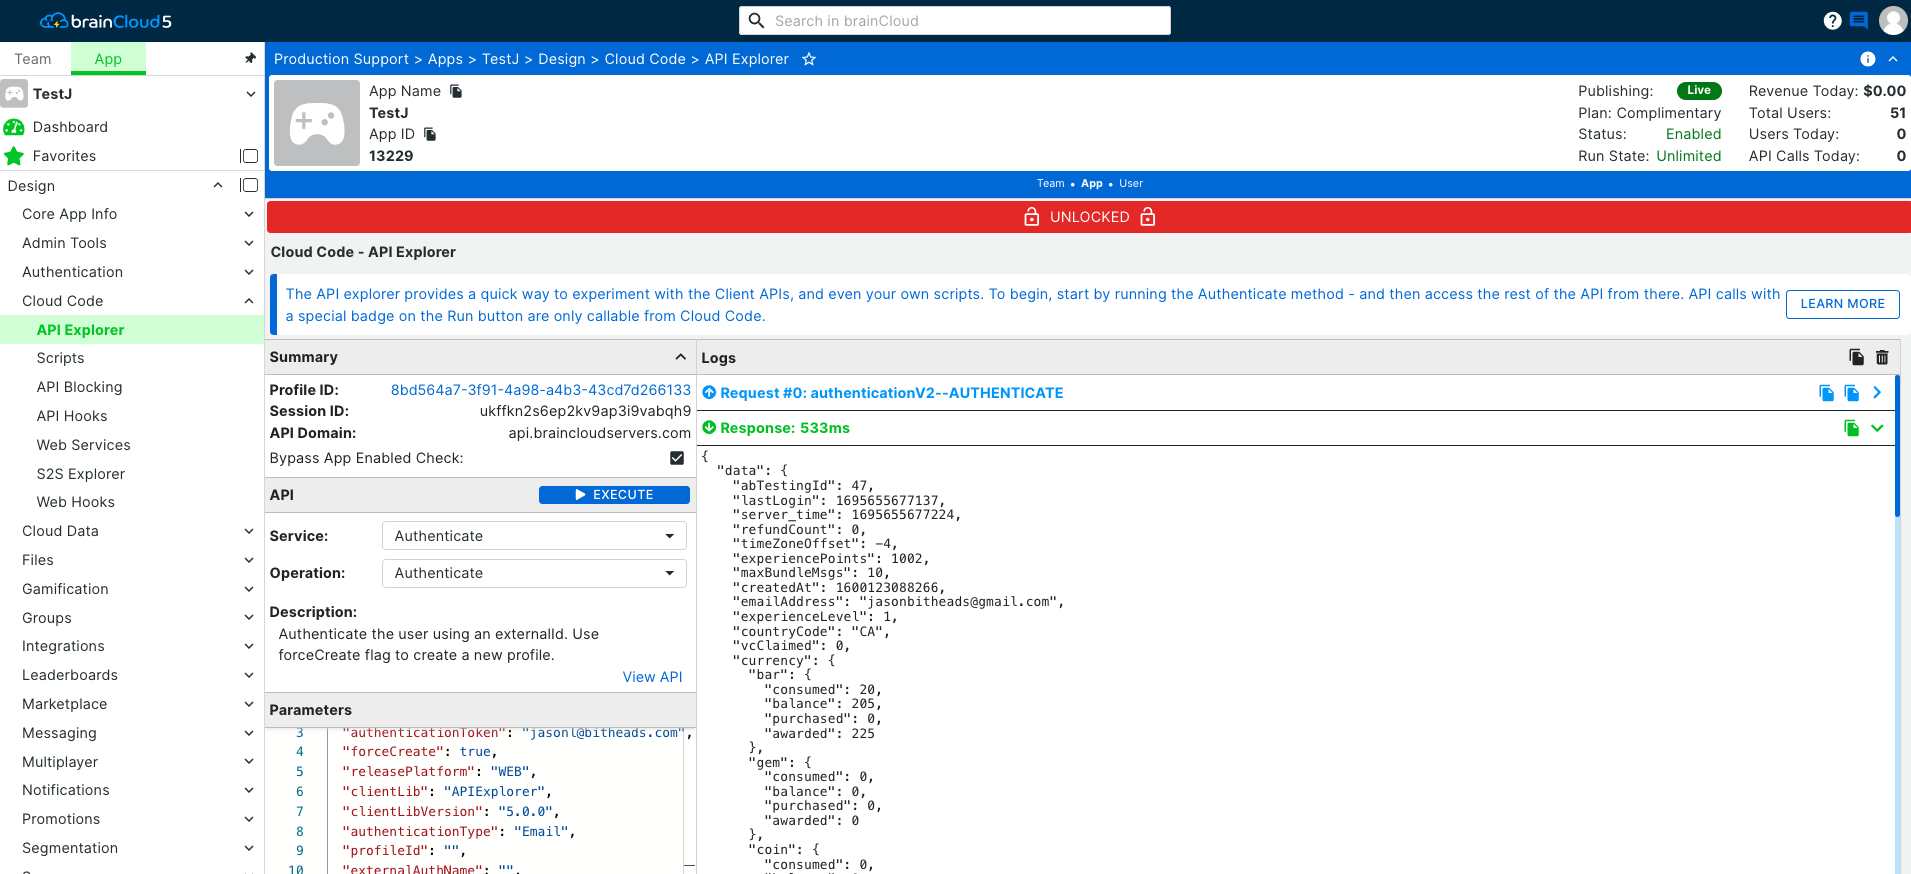 brainCloud5
Search in brainCloud
Team
App
Production Support > Apps > TestJ > Design > Cloud Code > API Explorer
TestJ
Dashboard
Favorites
Design
Core App Info
Admin Tools
Authentication
Cloud Code
API Explorer
Scripts
API Blocking
API Hooks
Web Services
S2S Explorer
Web Hooks
Cloud Data
Files
Gamification
Groups
Integrations
Leaderboards
Marketplace
Messaging
Multiplayer
Notifications
Promotions
Segmentation
App Name
TestJ
App ID
13229
Publishing: Live
Plan: Complimentary
Status: Enabled
Run State: Unlimited
Revenue Today: $0.00
Total Users: 51
Users Today: 0
API Calls Today: 0
Team • App • User
UNLOCKED
Cloud Code - API Explorer
The API explorer provides a quick way to experiment with the Client APIs, and even your own scripts. To begin, start by running the Authenticate method - and then access the rest of the API from there. API calls with
a special badge on the Run button are only callable from Cloud Code.
LEARN MORE
Summary
Profile ID: 8bd564a7-3f91-4a98-a4b3-43cd7d266133
Session ID: ukffkn2s6ep2kv9ap3i9vabqh9
API Domain: api.braincloudservers.com
Bypass App Enabled Check:
API
EXECUTE
Service: Authenticate
Operation: Authenticate
Description:
Authenticate the user using an externalId. Use
forceCreate flag to create a new profile.
View API
Parameters
3 "authenticationToken": "jasonl@bitheads.com",
4 "forceCreate": true,
5 "releasePlatform": "WEB",
6 "clientLib": "APIExplorer",
7 "clientLibVersion": "5.0.0",
8 "authenticationType": "Email",
9 "profileId": "",
10 "externalAuthName": "",
Logs
Request #0: authenticationV2--AUTHENTICATE
Response: 533ms
{
"data": {
"abTestingId": 47,
"lastLogin": 1695655677137,
"server_time": 1695655677224,
"refundCount": 0,
"timeZoneOffset": -4,
"experiencePoints": 1002,
"maxBundleMsgs": 10,
"createdAt": 1600123088266,
"emailAddress": "jasonbitheads@gmail.com",
"experienceLevel": 1,
"countryCode": "CA",
"vcClaimed": 0,
"currency": {
"bar": {
"consumed": 20,
"balance": 205,
"purchased": 0,
"awarded": 225
},
"gem": {
"consumed": 0,
"balance": 0,
"purchased": 0,
"awarded": 0
},
"coin": {
"consumed": 0,